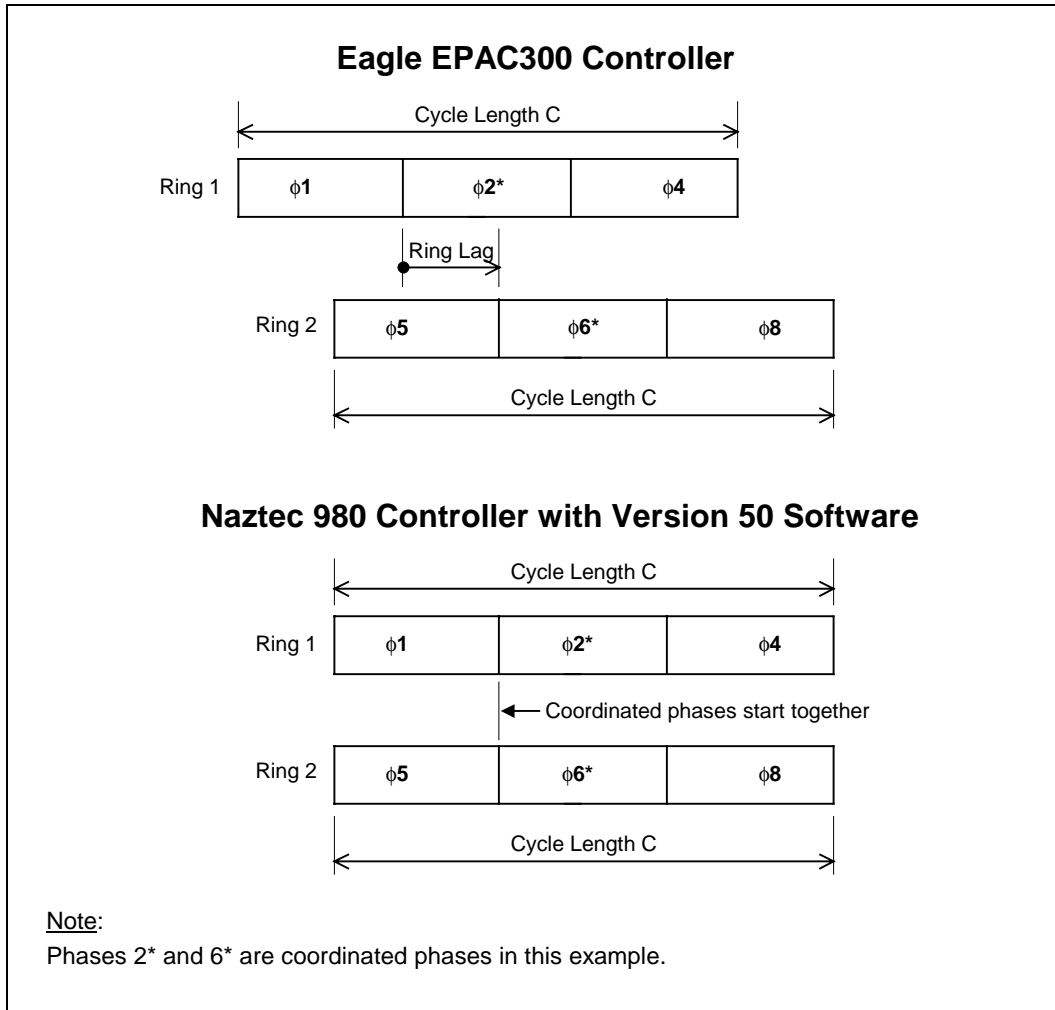 Eagle EPAC300 Controller
Cycle Length C
Ring 1
ϕ1
ϕ2*
ϕ4
Ring Lag
Ring 2
ϕ5
ϕ6*
ϕ8
Cycle Length C
Naztec 980 Controller with Version 50 Software
Cycle Length C
Ring 1
ϕ1
ϕ2*
ϕ4
Coordinated phases start together
Ring 2
ϕ5
ϕ6*
ϕ8
Cycle Length C
Note:
Phases 2* and 6* are coordinated phases in this example.